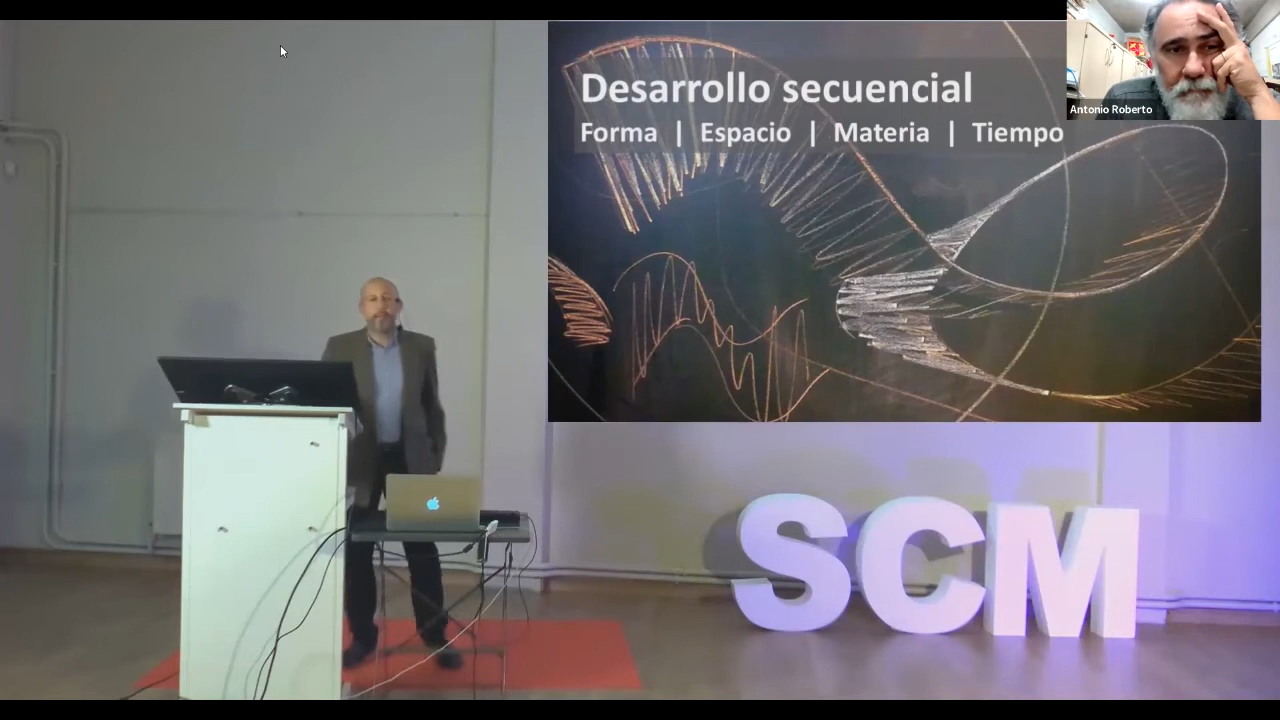 Desarrollo secuencial
Forma | Espacio | Materia | Tiempo
Antonio Roberto
SCM